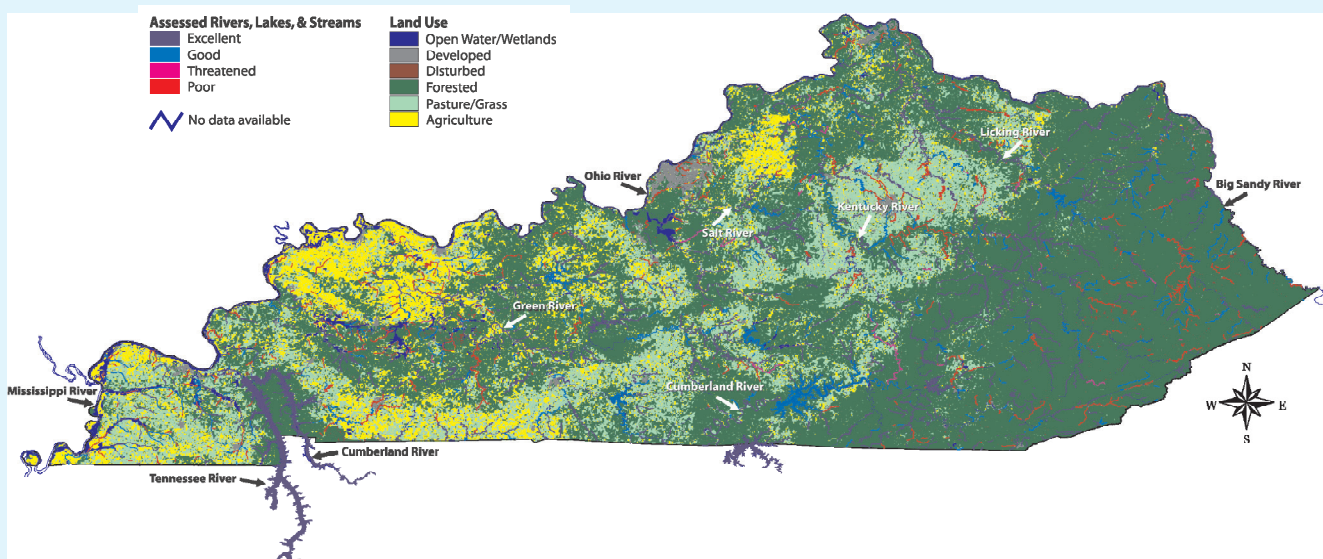 Assessed Rivers, Lakes, & Streams
Excellent
Good
Threatened
Poor
No data available
Land Use
Open Water/Wetlands
Developed
Disturbed
Forested
Pasture/Grass
Agriculture
Licking River
Ohio River
Big Sandy River
Kentucky River
Salt River
Green River
Mississippi River
Cumberland River
N
W
E
S
Cumberland River
Tennessee River